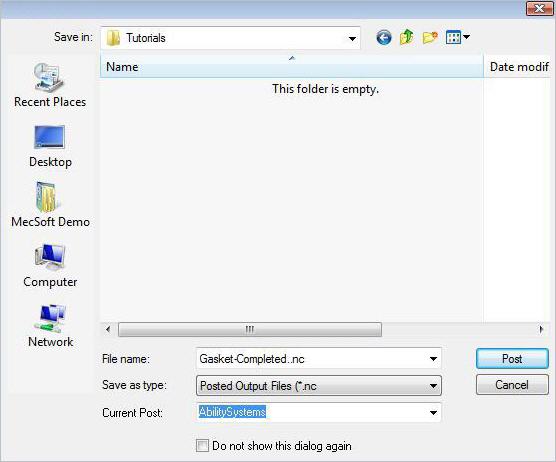 Save in:
Tutorials
Name
Date modif
This folder is empty.
Recent Places
Desktop
MecSoft Demo
Computer
Network
File name:
Gasket-Completed..nc
Post
Save as type:
Posted Output Files (*.nc
Cancel
Current Post:
AbilitySystems
Do not show this dialog again